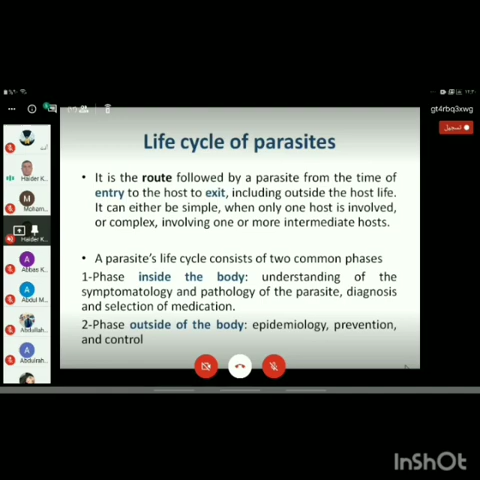 gt4rbq3xwg
تسجيل
Life cycle of parasites
• It is the route followed by a parasite from the time of
entry to the host to exit, including outside the host life.
It can either be simple, when only one host is involved,
or complex, involving one or more intermediate hosts.
• A parasite's life cycle consists of two common phases
1-Phase inside the body: understanding of the
symptomatology and pathology of the parasite, diagnosis
and selection of medication.
2-Phase outside of the body: epidemiology, prevention,
and control
أنت
Haider K...
M
Moham...
Haider K...
A
Abbas K...
A
Abdul M...
Abdullah...
A
Abdulrah...
InShOt